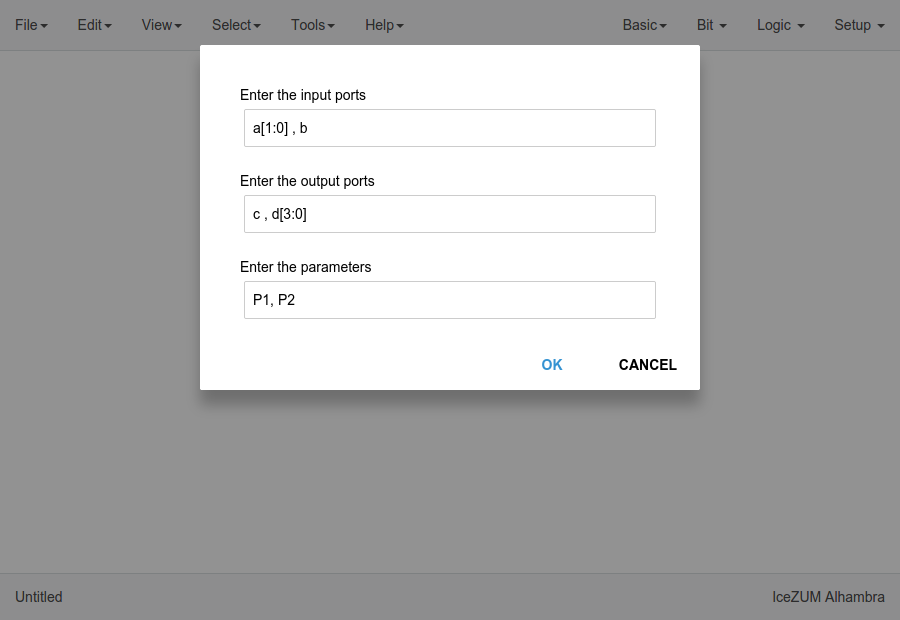 File Edit View Select Tools Help Basic Bit Logic Setup
Enter the input ports
a[1:0] , b
Enter the output ports
c , d[3:0]
Enter the parameters
P1, P2
OK CANCEL
Untitled IceZUM Alhambra